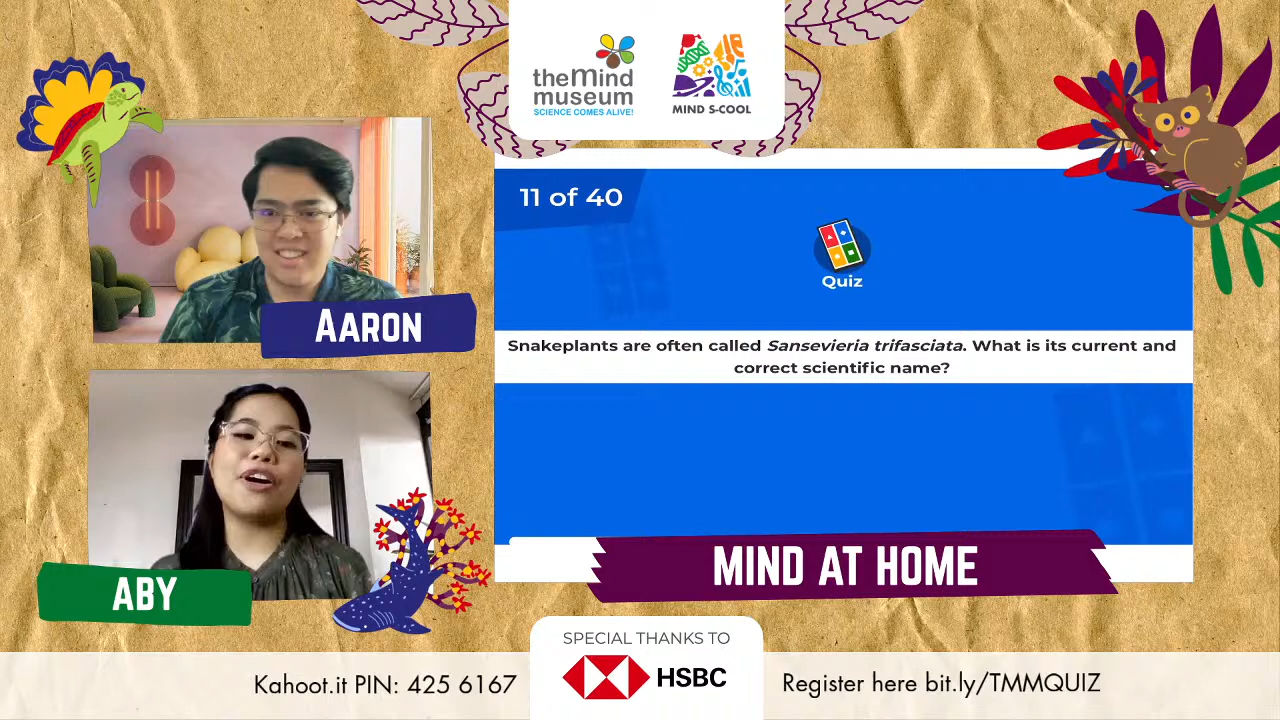 themind
museum
SCIENCE COMES ALIVE!
MIND S-COOL
11 of 40
Quiz
Snakeplants are often called Sansevieria trifasciata. What is its current and
correct scientific name?
AARON
ABY
MIND AT HOME
SPECIAL THANKS TO
HSBC
Kahoot.it PIN: 425 6167
Register here bit.ly/TMMQUIZ